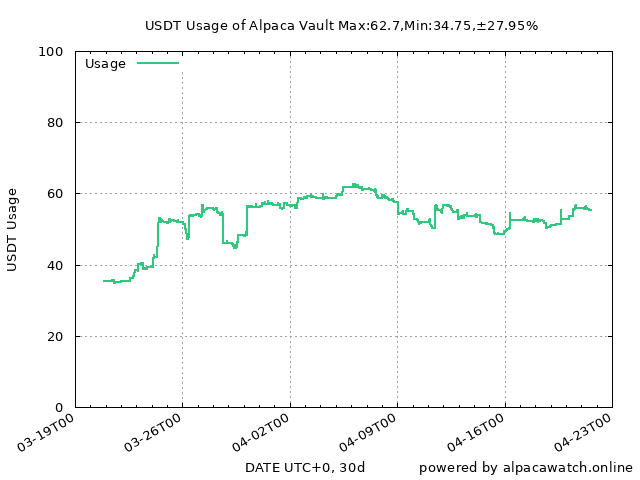 USDT Usage of Alpaca Vault Max:62.7,Min:34.75,±27.95%
100
Usage
80
60
USDT Usage
40
20
0
03-19T00 03-26T00 04-02T00 04-09T00 04-16T00 04-23T00
DATE UTC+0, 30d powered by alpacawatch.online